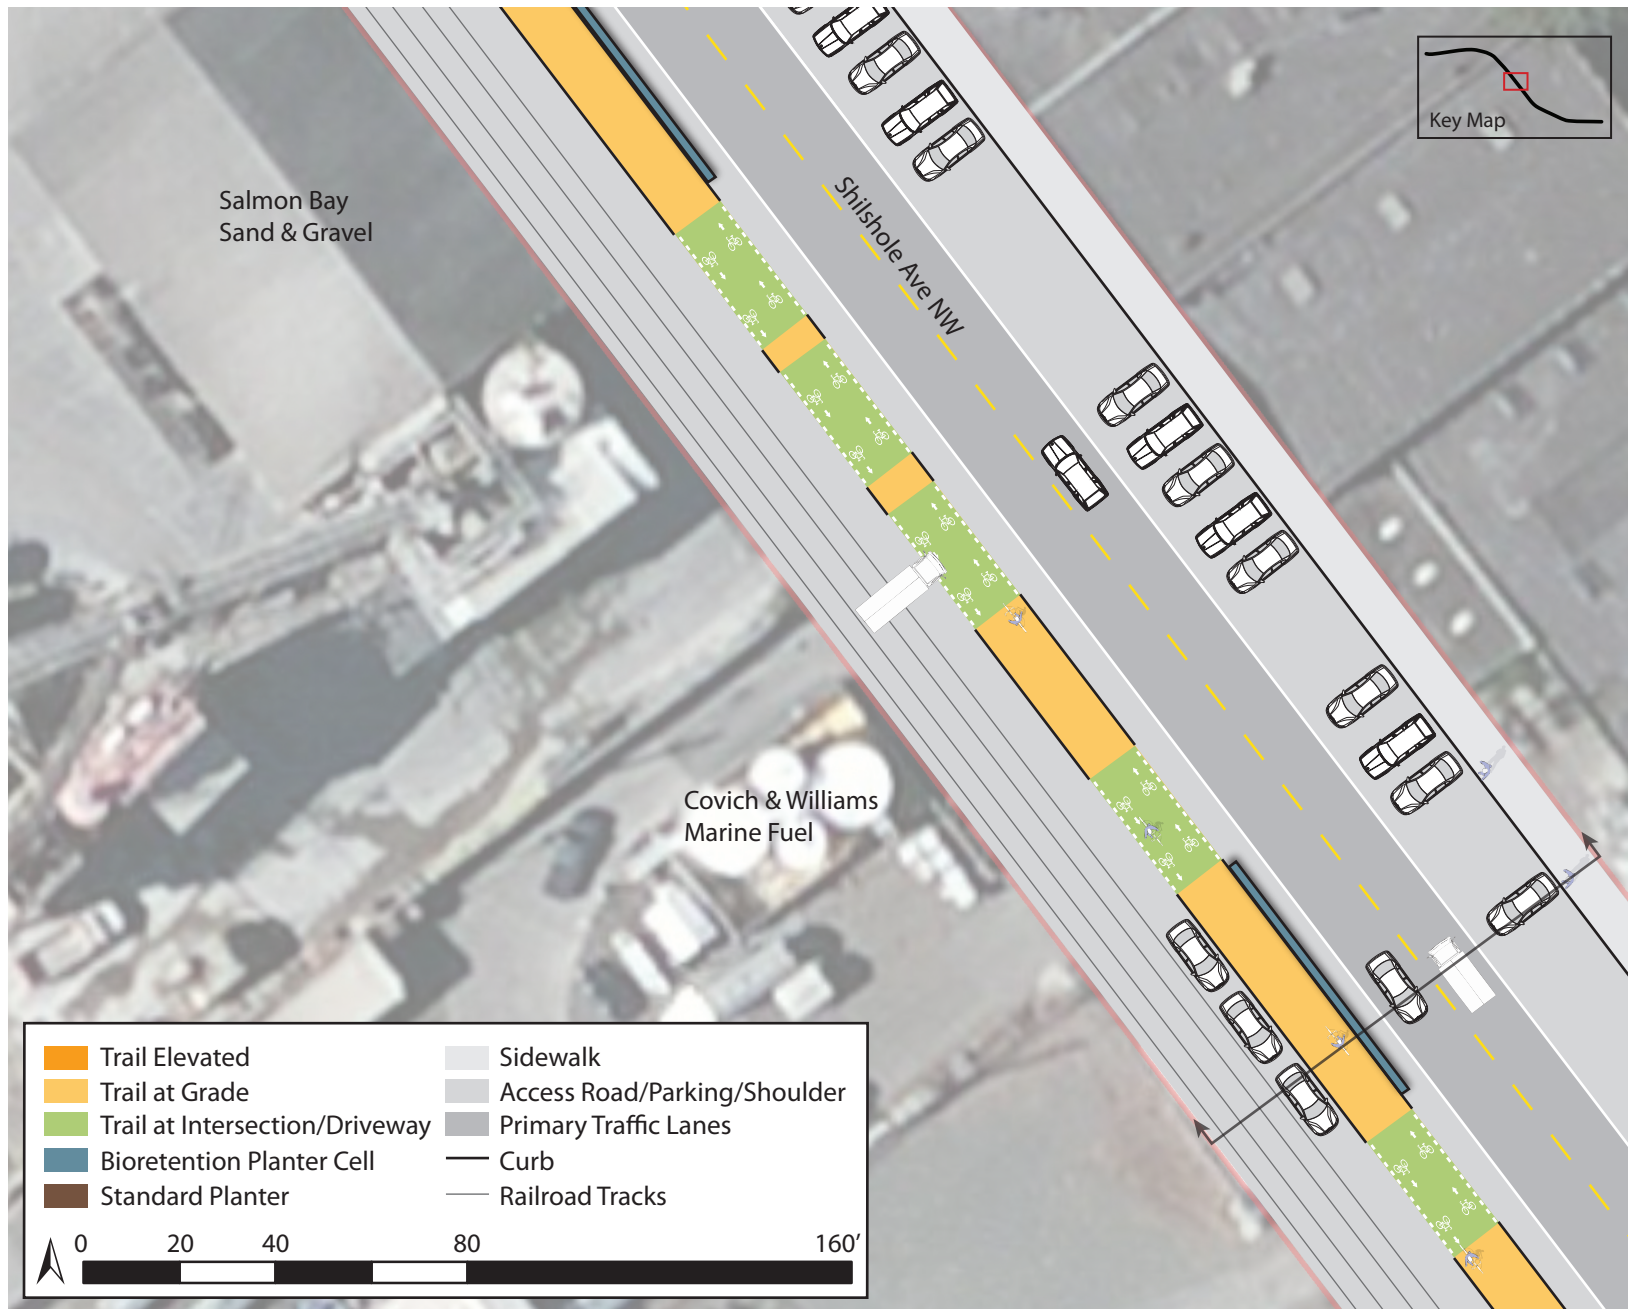 Key Map
Salmon Bay
Sand & Gravel
Shilshole Ave NW
Covich & Williams
Marine Fuel
Trail Elevated
Trail at Grade
Trail at Intersection/Driveway
Bioretention Planter Cell
Standard Planter
Sidewalk
Access Road/Parking/Shoulder
Primary Traffic Lanes
Curb
Railroad Tracks
0 20 40 80 160’